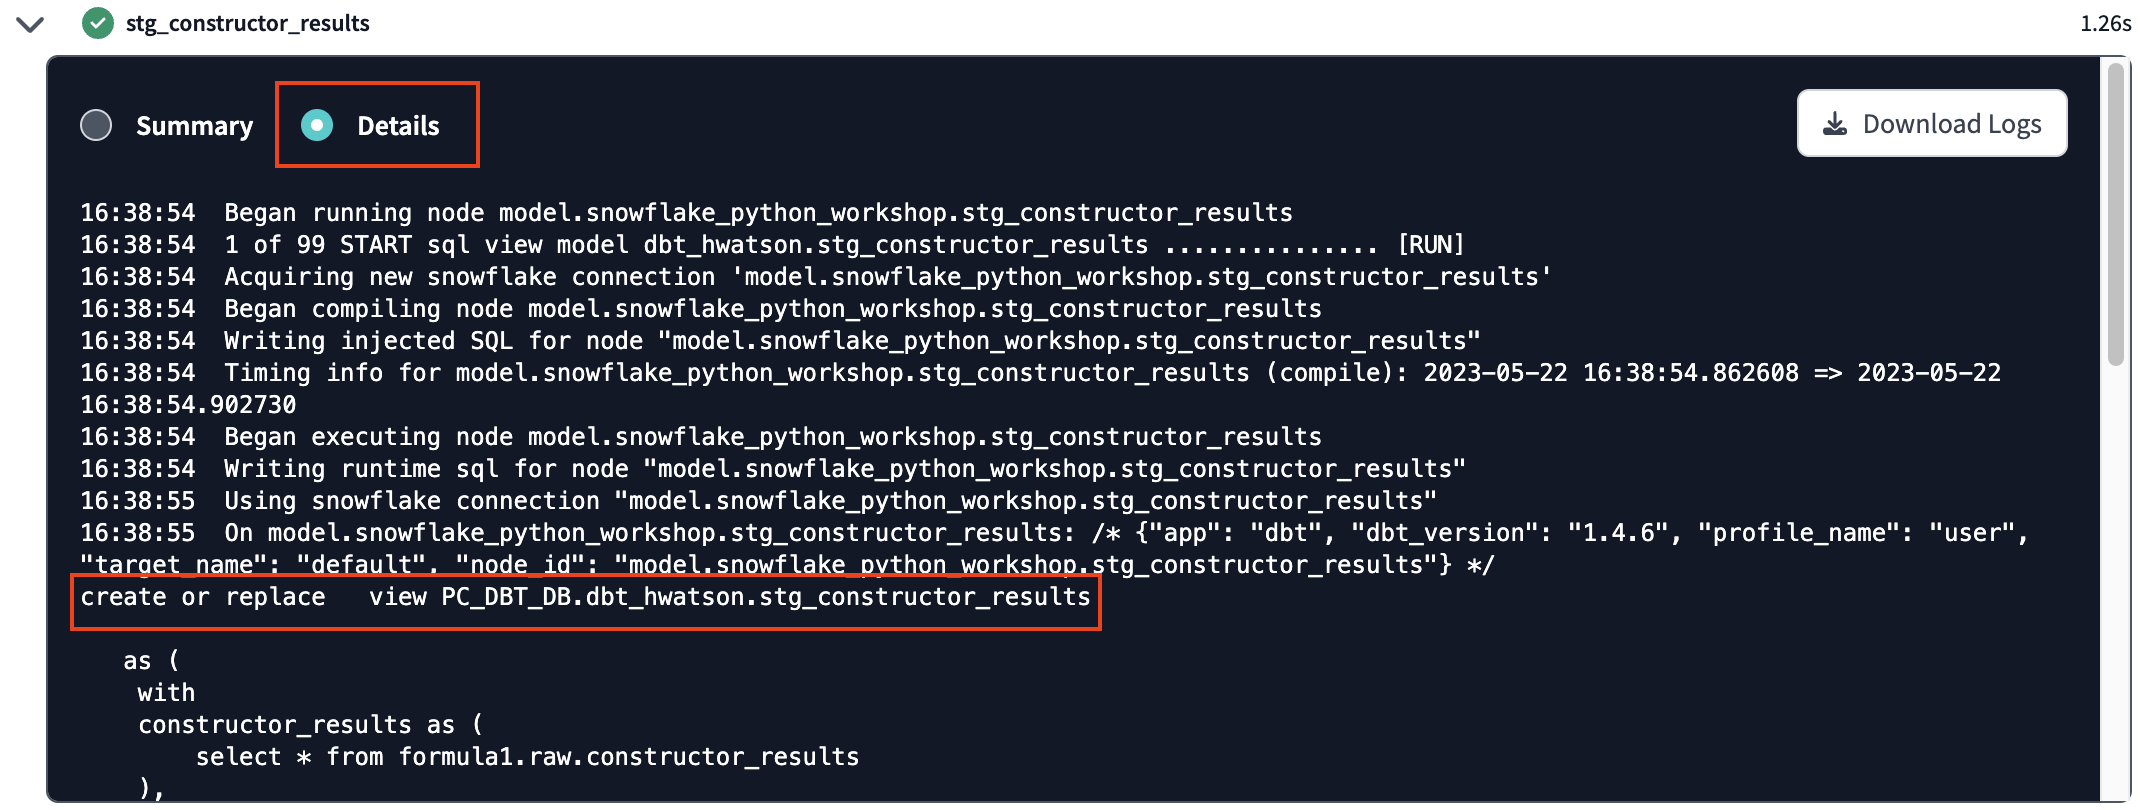 stg_constructor_results 1.26s
Summary Details Download Logs
16:38:54  Began running node model.snowflake_python_workshop.stg_constructor_results
16:38:54  1 of 99 START sql view model dbt_hwatson.stg_constructor_results ............... [RUN]
16:38:54  Acquiring new snowflake connection 'model.snowflake_python_workshop.stg_constructor_results'
16:38:54  Began compiling node model.snowflake_python_workshop.stg_constructor_results
16:38:54  Writing injected SQL for node "model.snowflake_python_workshop.stg_constructor_results"
16:38:54  Timing info for model.snowflake_python_workshop.stg_constructor_results (compile): 2023-05-22 16:38:54.862608 => 2023-05-22
16:38:54.902730
16:38:54  Began executing node model.snowflake_python_workshop.stg_constructor_results
16:38:54  Writing runtime sql for node "model.snowflake_python_workshop.stg_constructor_results"
16:38:55  Using snowflake connection "model.snowflake_python_workshop.stg_constructor_results"
16:38:55  On model.snowflake_python_workshop.stg_constructor_results: /* {"app": "dbt", "dbt_version": "1.4.6", "profile_name": "user",
"target_name": "default", "node_id": "model.snowflake_python_workshop.stg_constructor_results"} */
create or replace   view PC_DBT_DB.dbt_hwatson.stg_constructor_results
as (
with
constructor_results as (
select * from formula1.raw.constructor_results
),